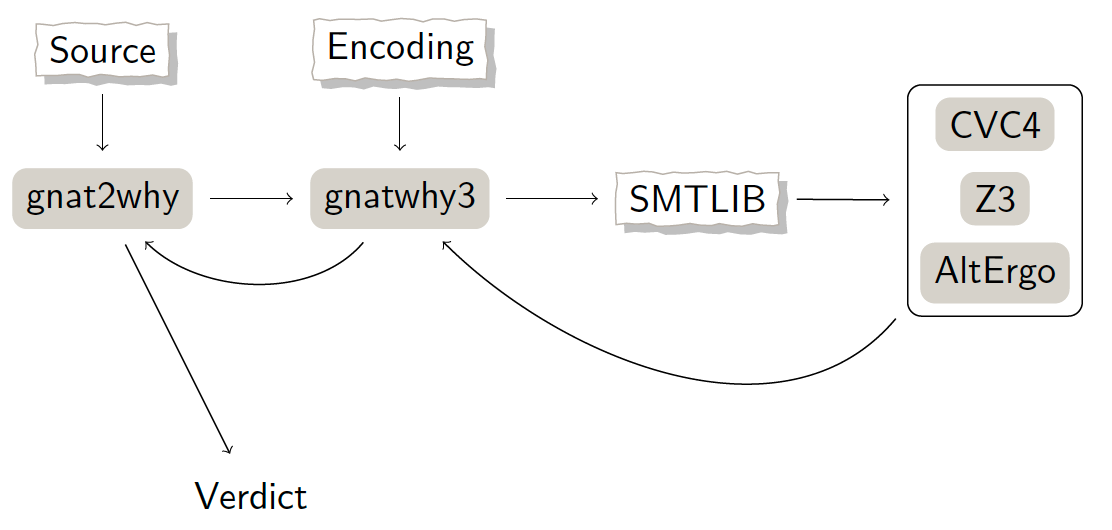 Source
Encoding
gnat2why
gnatwhy3
SMTLIB
CVC4
Z3
AltErgo
Verdict